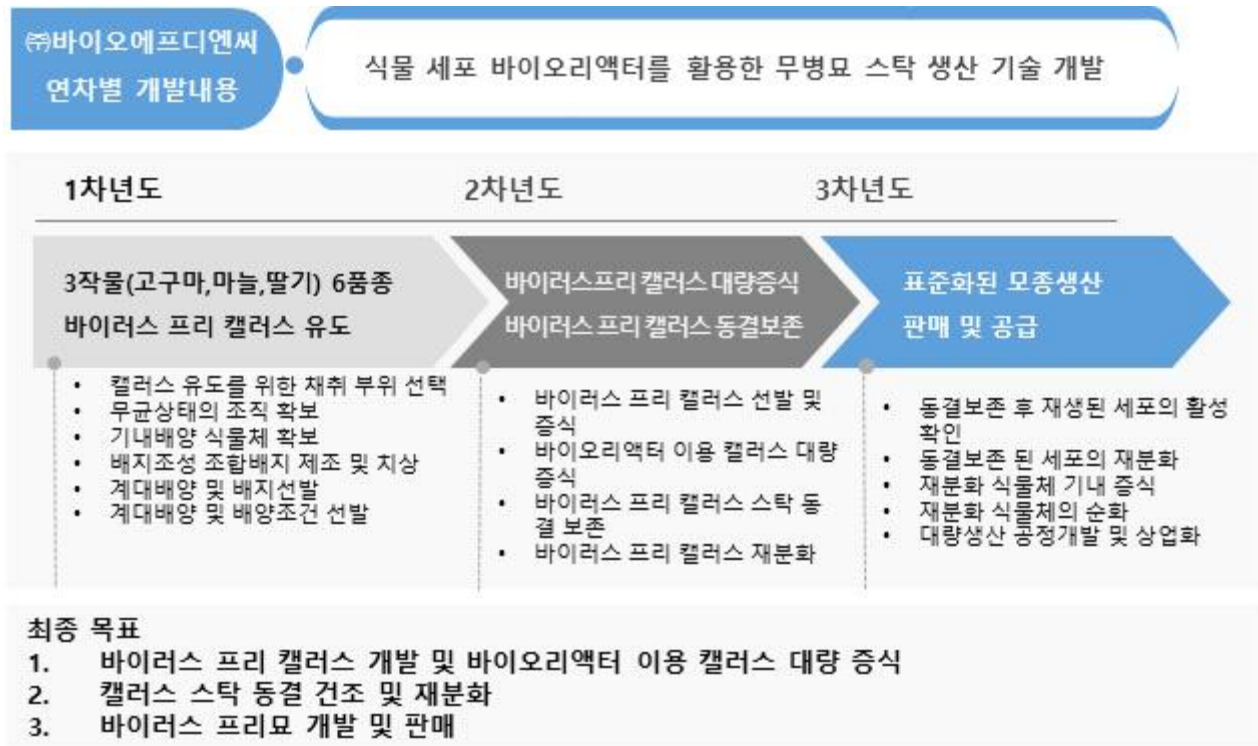 ㈜바이오에프디엔씨
연차별 개발내용
식물 세포 바이오리액터를 활용한 무병묘 스탁 생산 기술 개발
1차년도
2차년도
3차년도
3작물(고구마,마늘,딸기) 6품종
바이러스 프리 캘러스 유도
바이러스프리 캘러스 대량증식
바이러스 프리 캘러스 동결보존
표준화된 모종생산
판매 및 공급
• 캘러스 유도를 위한 채취 부위 선택
• 무균상태의 조직 확보
• 기내배양 식물체 확보
• 배지조성 조합배지 제조 및 치상
• 계대배양 및 배지선발
• 계대배양 및 배양조건 선발
• 바이러스 프리 캘러스 선발 및
증식
• 바이오리액터 이용 캘러스 대량
증식
• 바이러스 프리 캘러스 스탁 동
결 보존
• 바이러스 프리 캘러스 재분화
• 동결보존 후 재생된 세포의 활성
확인
• 동결보존 된 세포의 재분화
• 재분화 식물체 기내 증식
• 재분화 식물체의 순화
• 대량생산 공정개발 및 상업화
최종 목표
1. 바이러스 프리 캘러스 개발 및 바이오리액터 이용 캘러스 대량 증식
2. 캘러스 스탁 동결 건조 및 재분화
3. 바이러스 프리묘 개발 및 판매